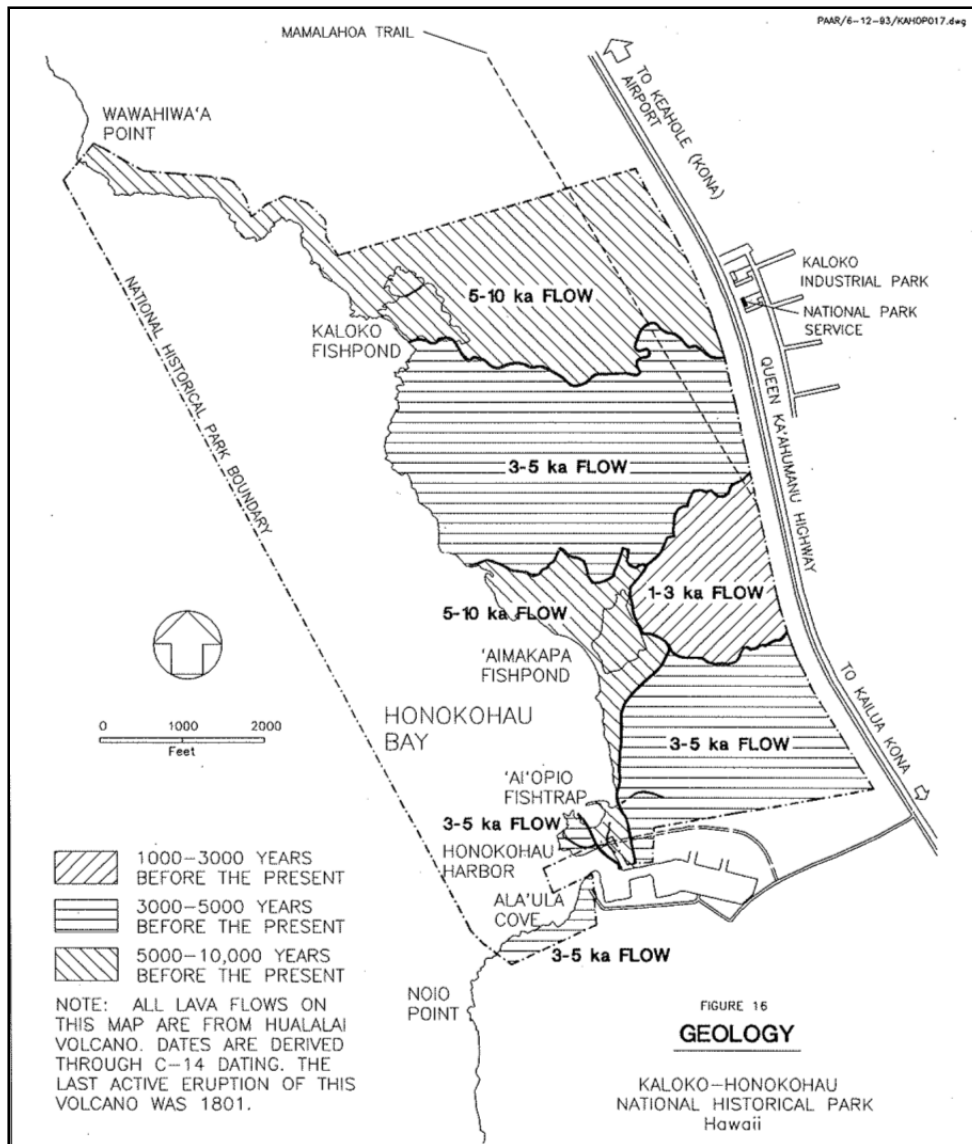 PAAR/6-12-93/KAHOP017.dwg
MAMALAHOA TRAIL
TO KEAHOLE (KONA)
AIRPORT
WAWAHIWA'A
POINT
NATIONAL HISTORICAL PARK BOUNDARY
5-10 ka FLOW
KALOKO
FISHPOND
KALOKO
INDUSTRIAL PARK
NATIONAL PARK
SERVICE
QUEEN KA'AHUMANU HIGHWAY
3-5 ka FLOW
1-3 ka FLOW
5-10 ka FLOW
'AIMAKAPA
FISHPOND
TO KAILUA KONA
0 1000 2000
Feet
HONOKOHAU
BAY
3-5 ka FLOW
'AI'OPIO
FISHTRAP
3-5 ka FLOW
HONOKOHAU
HARBOR
ALA'ULA
COVE
3-5 ka FLOW
NOIO
POINT
1000-3000 YEARS
BEFORE THE PRESENT
3000-5000 YEARS
BEFORE THE PRESENT
5000-10,000 YEARS
BEFORE THE PRESENT
NOTE: ALL LAVA FLOWS ON
THIS MAP ARE FROM HUALALAI
VOLCANO. DATES ARE DERIVED
THROUGH C-14 DATING. THE
LAST ACTIVE ERUPTION OF THIS
VOLCANO WAS 1801.
FIGURE 16
GEOLOGY
KALOKO-HONOKOHAU
NATIONAL HISTORICAL PARK
Hawaii